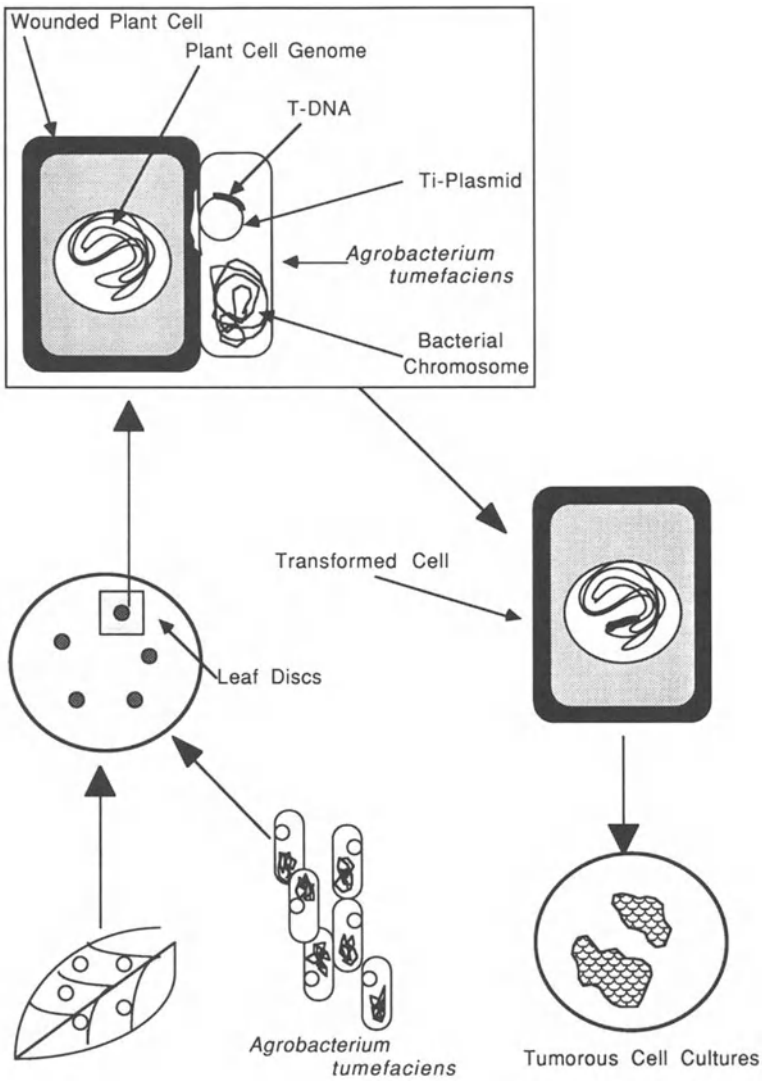 Wounded Plant Cell
Plant Cell Genome
T-DNA
Ti-Plasmid
Agrobacterium
tumefaciens
Bacterial
Chromosome
Transformed Cell
Leaf Discs
Agrobacterium
tumefaciens
Tumorous Cell Cultures